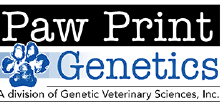 Paw Print
Genetics
A division of Genetic Veterinary Sciences, Inc.